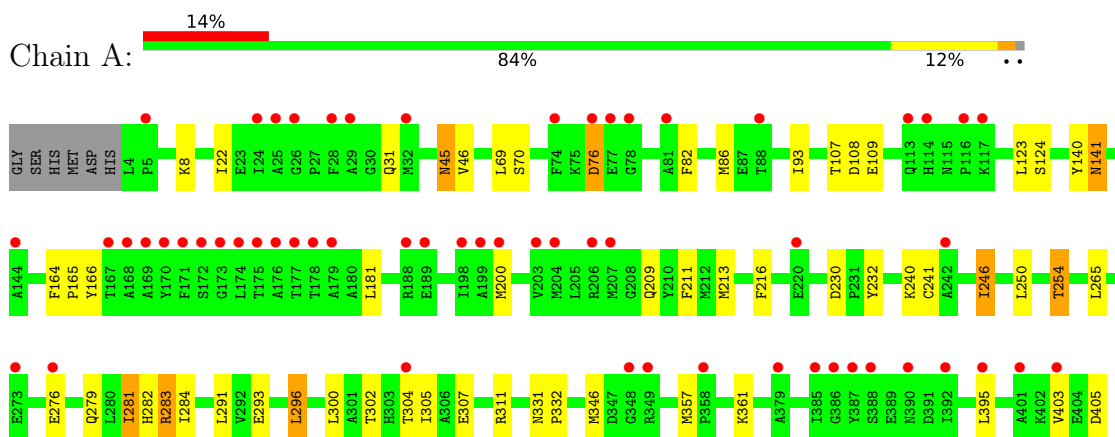 14%
Chain A:
84% 12% • •
GLY SER HIS MET ASP HIS L4 P5 K8 I22 E23 I24 A25 G26 P27 F28 A29 G30 Q31 M32 N45 V46 L69 S70 F74 K75 D76 E77 G78 A81 F82 M86 E87 T88 I93 T107 D108 E109 Q113 H114 N115 P116 K117 L123 S124 Y140 N141
A144 F164 P165 Y166 T167 A168 A169 Y170 F171 S172 G173 L174 T175 A176 T177 T178 A179 A180 L181 R188 E189 I198 A199 M200 V203 M204 L205 R206 M207 G208 Q209 Y210 F211 M212 M213 F216 E220 D230 P231 Y232 K240 C241 A242 I246 L250 T254 L265
E273 E276 Q279 L280 I281 H282 R283 I284 L291 V292 E293 L296 L300 A301 T302 H303 T304 I305 A306 E307 R311 N331 P332 M346 D347 G348 R349 M357 P358 K361 A379 I385 G386 Y387 S388 E389 N390 D391 I392 L395 A401 K402 V403 E404 D405